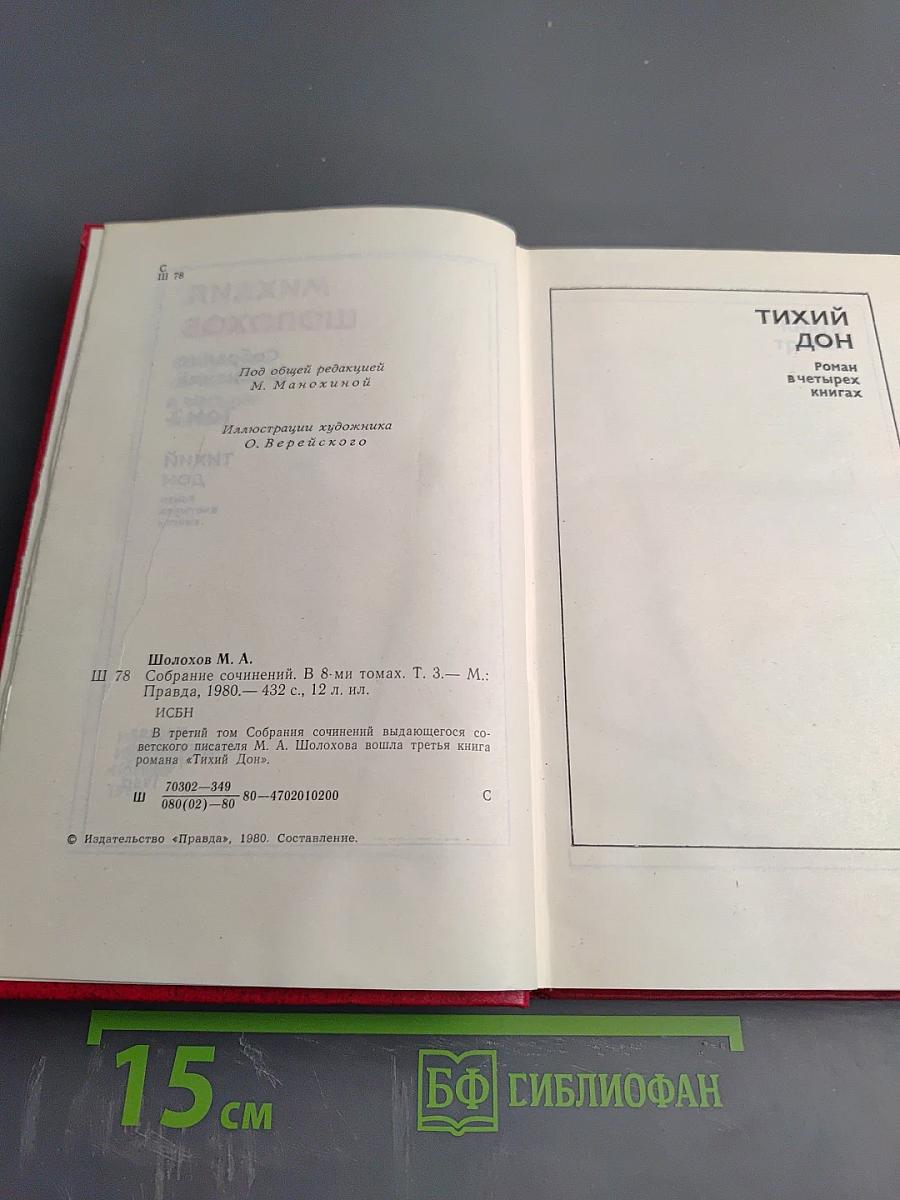 С
Ш 78
Под общей редакцией
М. Манохиной
Иллюстрации художника
О. Верейского
Шолохов М. А.
Ш 78 Собрание сочинений. В 8-ми томах. Т. 3.— М.:
Правда, 1980.— 432 с., 12 л. ил.
ИСБН
В третий том Собрания сочинений выдающегося со-
ветского писателя М. А. Шолохова вошла третья книга
романа «Тихий Дон».
Ш 70302—349
080(02)—80 80—4702010200 С
© Издательство «Правда», 1980. Составление.
ТИХИЙ
ДОН
Роман
в четырех
книгах
15 СМ
БФ БИБЛИОФАН